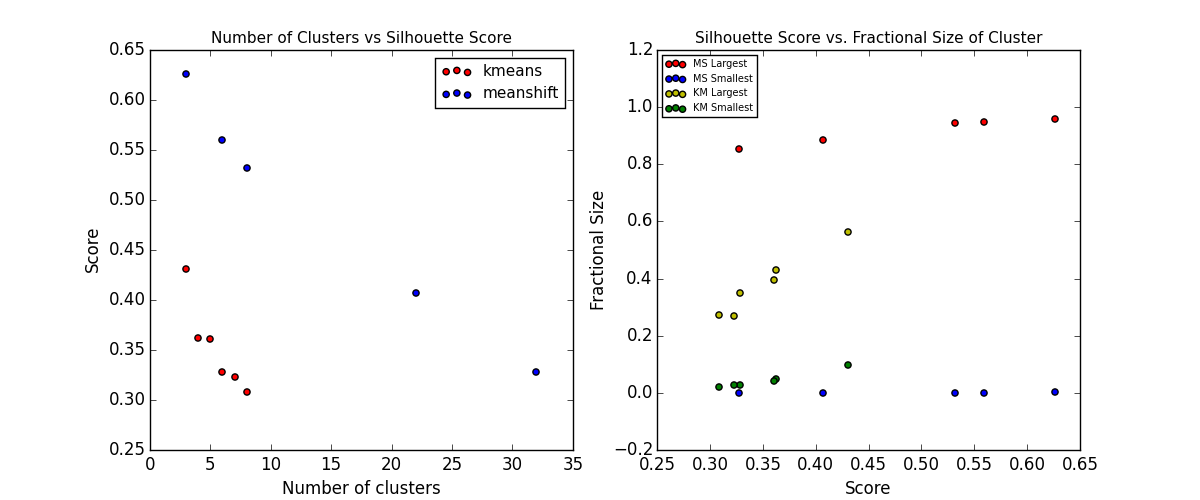 Number of Clusters vs Silhouette Score
0.65
0.60
0.55
0.50
0.45
0.40
0.35
0.30
0.25
Score
0 5 10 15 20 25 30 35
Number of clusters
kmeans
meanshift
Silhouette Score vs. Fractional Size of Cluster
1.2
1.0
0.8
0.6
0.4
0.2
0.0
−0.2
Fractional Size
0.25 0.30 0.35 0.40 0.45 0.50 0.55 0.60 0.65
Score
MS Largest
MS Smallest
KM Largest
KM Smallest